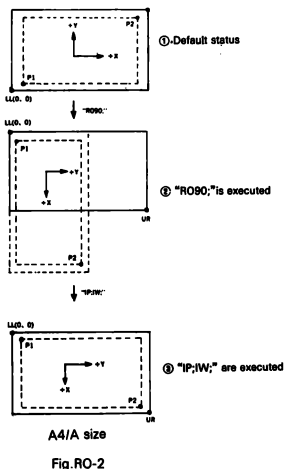 P2
+Y
+X
P1
LL(0, 0)
①.Default status
"RO90;"
LL(0, 0)
P1
+Y
+X
UR
P2
② "RO90;"is executed
"IP;IW;"
LL(0, 0)
P1
+Y
+X
P2
UR
③ "IP;IW;" are executed
A4/A size
Fig.RO-2